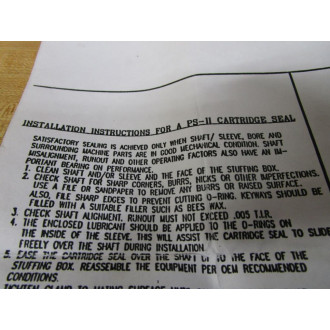 INSTALLATION INSTRUCTIONS FOR A PS-II CARTRIDGE SEAL
SATISFACTORY SEALING IS ACHIEVED ONLY WHEN SHAFT/ SLEEVE, BORE AND
SURROUNDING MACHINE PARTS ARE IN GOOD MECHANICAL CONDITION. SHAFT
MISALIGNMENT, RUNOUT AND OTHER OPERATING FACTORS ALSO HAVE AN IM-
PORTANT BEARING ON PERFORMANCE.
1. CLEAN SHAFT AND/OR SLEEVE AND THE FACE OF THE STUFFING BOX.
2. CHECK SHAFT FOR SHARP CORNERS, BURRS, NICKS OR OTHER IMPERFECTIONS.
USE A FILE OR SANDPAPER TO REMOVE ANY BURRS OR RAISED SURFACE.
ALSO, FILE SHARP EDGES TO PREVENT CUTTING O-RING. KEYWAYS SHOULD BE
FILLED WITH A SUITABLE FILLER SUCH AS BEES WAX.
3. CHECK SHAFT ALIGNMENT. RUNOUT MUST NOT EXCEED .005 T.I.R.
4. THE ENCLOSED LUBRICANT SHOULD BE APPLIED TO THE O-RINGS ON
THE INSIDE OF THE SLEEVE. THIS WILL ASSIST THE CARTRIDGE SEAL TO SLIDE
FREELY OVER THE SHAFT DURING INSTALLATION.
5. EASE THE CARTRIDGE SEAL OVER THE SHAFT UP TO THE FACE OF THE
STUFFING BOX. REASSEMBLE THE EQUIPMENT PER OEM RECOMMENDED
CONDITIONS.
TIGHTEN GLAND TO MATING SURFACE